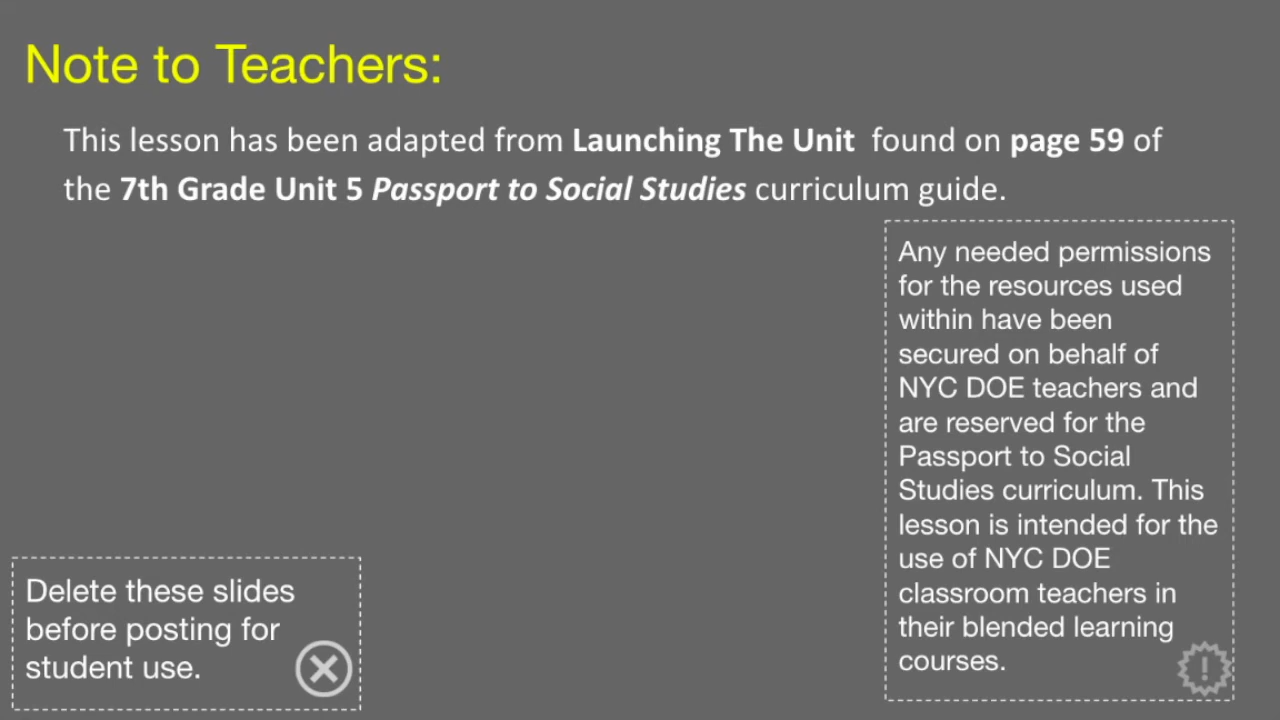 Note to Teachers:
This lesson has been adapted from Launching The Unit found on page 59 of
the 7th Grade Unit 5 Passport to Social Studies curriculum guide.
Any needed permissions
for the resources used
within have been
secured on behalf of
NYC DOE teachers and
are reserved for the
Passport to Social
Studies curriculum. This
lesson is intended for the
use of NYC DOE
classroom teachers in
their blended learning
courses.
Delete these slides
before posting for
student use.